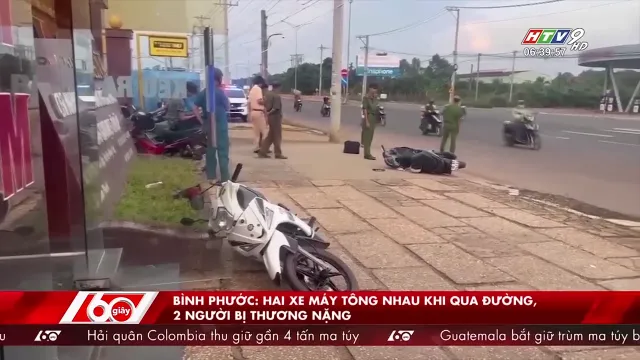 HTV9 HD
06:39:57
60 giây
BÌNH PHƯỚC: HAI XE MÁY TÔNG NHAU KHI QUA ĐƯỜNG,
2 NGƯỜI BỊ THƯƠNG NẶNG
Hải quân Colombia thu giữ gần 4 tấn ma túy
60
Guatemala bắt giữ trùm ma túy b